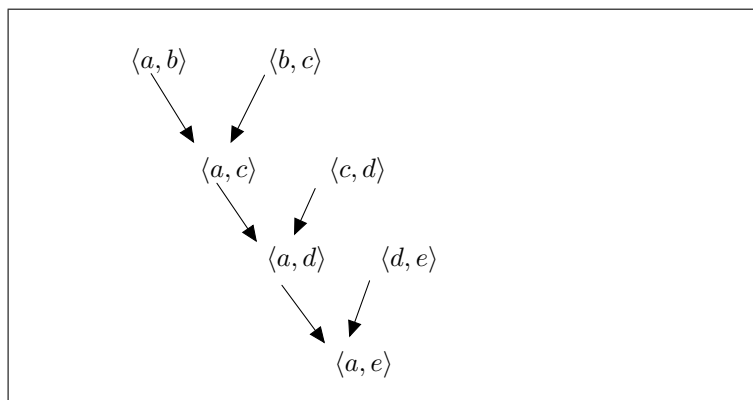 ⟨a, b⟩ ⟨b, c⟩
⟨a, c⟩ ⟨c, d⟩
⟨a, d⟩ ⟨d, e⟩
⟨a, e⟩